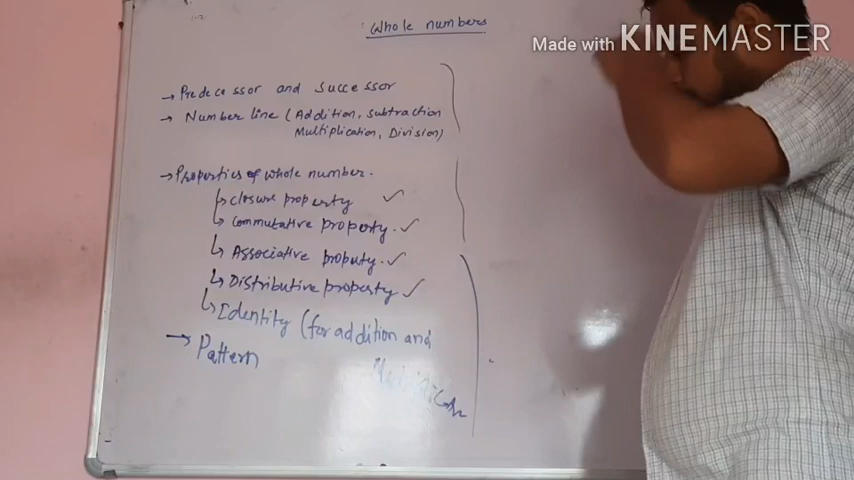 Whole numbers
Made with KINEMASTER
→ Predecessor and successor
→ Number line (Addition, subtraction
Multiplication, Division)
→ Properties of whole number.
↳ closure property ✓
↳ commutative property. ✓
↳ Associative property. ✓
↳ Distributive property ✓
↳ Identity (for addition and
→ Pattern